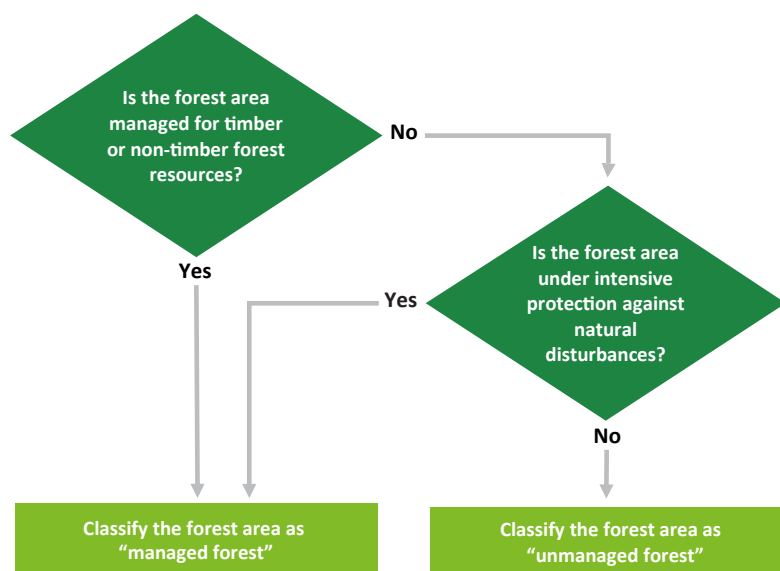 Is the forest area
managed for timber
or non-timber forest
resources?
No
Yes
Is the forest area
under intensive
protection against
natural
disturbances?
Yes
No
Classify the forest area as
“managed forest”
Classify the forest area as
“unmanaged forest”